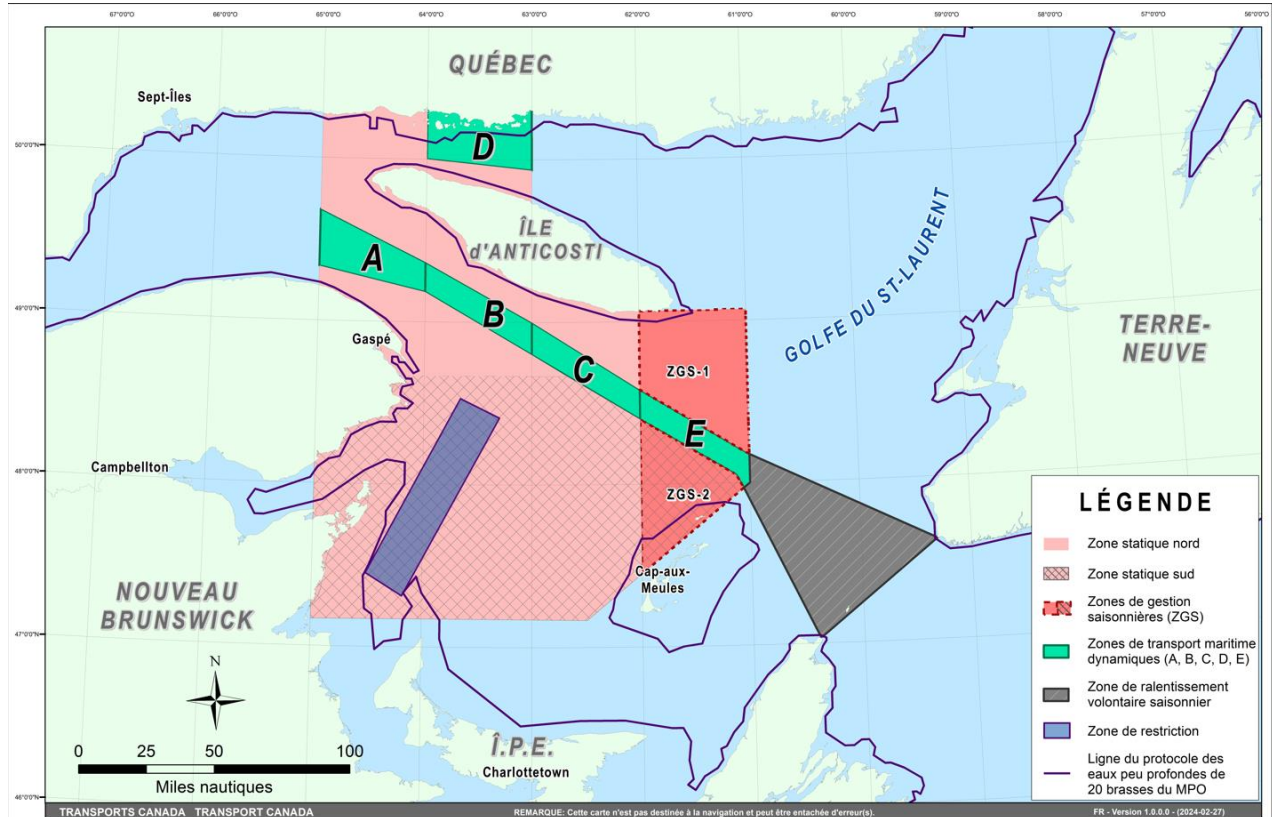 67°0'0"O 66°0'0"O 65°0'0"O 64°0'0"O 63°0'0"O 62°0'0"O 61°0'0"O 60°0'0"O 59°0'0"O 58°0'0"O 57°0'0"O 56°0'0"O
QUÉBEC
Sept-Îles
50°0'0"N
D
ÎLE
d'ANTICOSTI
A
49°0'0"N
B
GOLFE DU ST-LAURENT
TERRE-
NEUVE
Gaspé
C
ZGS-1
E
48°0'0"N
Campbellton
ZGS-2
Cap-aux-
Meules
NOUVEAU
BRUNSWICK
47°0'0"N
N
0 25 50 100
Miles nautiques
Î.P.E.
Charlottetown
46°0'0"N
LÉGENDE
Zone statique nord
Zone statique sud
Zones de gestion
saisonnières (ZGS)
Zones de transport maritime
dynamiques (A, B, C, D, E)
Zone de ralentissement
volontaire saisonnier
Zone de restriction
Ligne du protocole des
eaux peu profondes de
20 brasses du MPO
TRANSPORTS CANADA TRANSPORT CANADA
REMARQUE: Cette carte n'est pas destinée à la navigation et peut être entachée d'erreur(s).
FR - Version 1.0.0.0 - (2024-02-27)